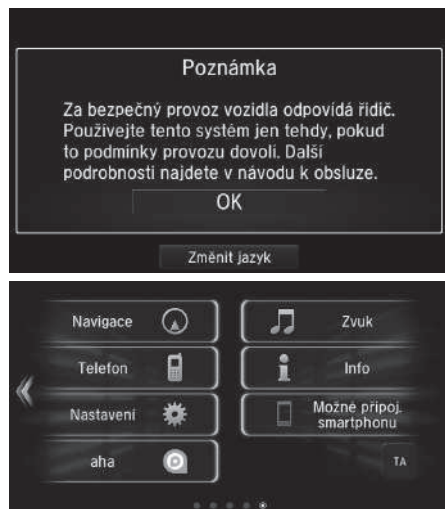 Poznámka
Za bezpečný provoz vozidla odpovídá řidič.
Používejte tento systém jen tehdy, pokud
to podmínky provozu dovolí. Další
podrobnosti najdete v návodu k obsluze.
OK
Změnit jazyk
Navigace
Zvuk
Telefon
Info
Nastavení
Možné připoj.
smartphonu
aha
TA